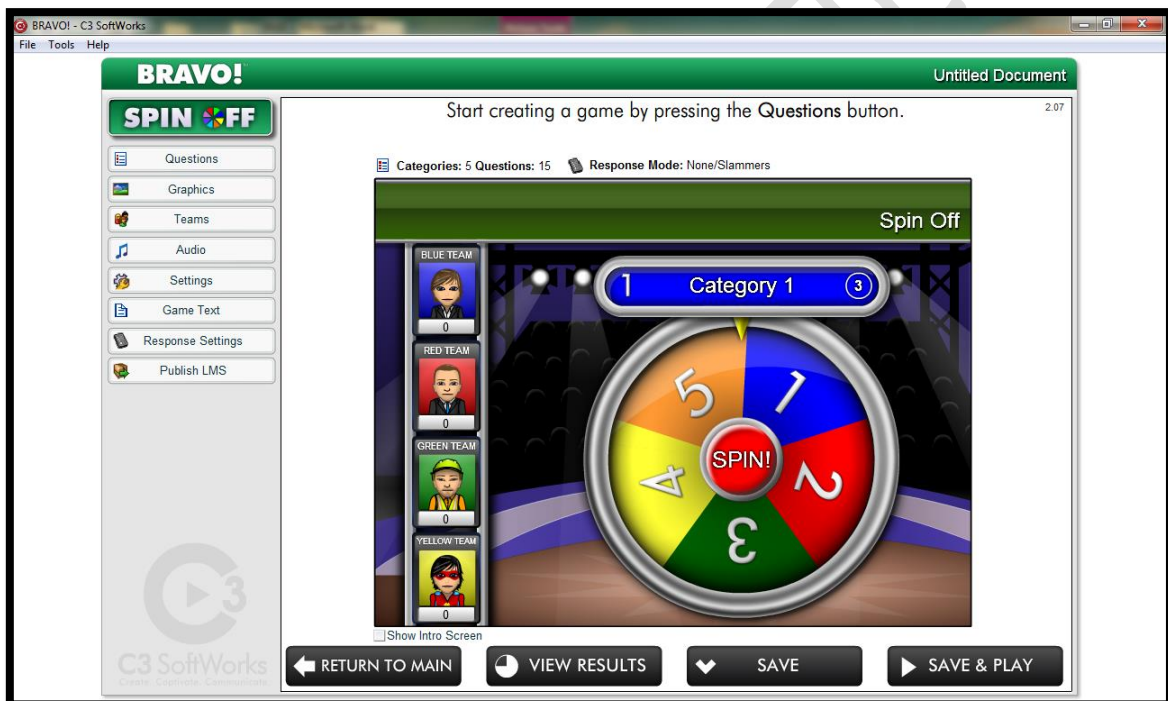 BRAVO! - C3 SoftWorks
File Tools Help
BRAVO!
Untitled Document
SPIN OFF
Start creating a game by pressing the Questions button.
2.07
Questions
Graphics
Teams
Audio
Settings
Game Text
Response Settings
Publish LMS
Categories: 5 Questions: 15 Response Mode: None/Slammers
Spin Off
BLUE TEAM
0
RED TEAM
0
GREEN TEAM
0
YELLOW TEAM
0
1 Category 1 3
5 1
4 SPIN! 2
3
Show Intro Screen
C3
C3 SoftWorks
Create. Captivate. Communicate.
RETURN TO MAIN
VIEW RESULTS
SAVE
SAVE & PLAY